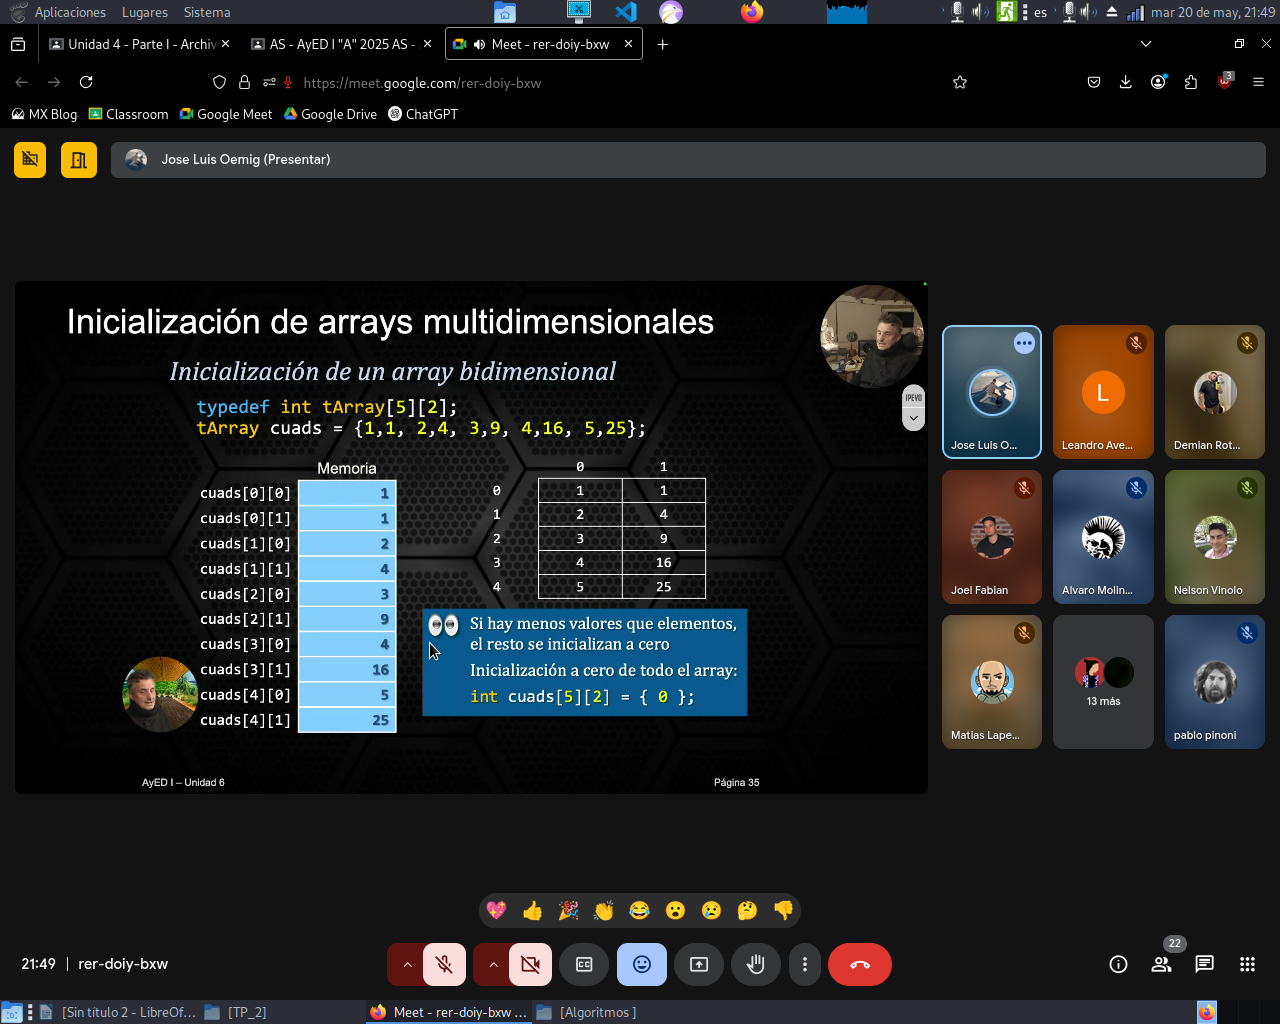 Aplicaciones Lugares Sistema es mar 20 de may, 21:49
Unidad 4 - Parte I - Archiv AS - AyED I "A" 2025 AS - Meet - rer-doiy-bxw
https://meet.google.com/rer-doiy-bxw 3
MX Blog Classroom Google Meet Google Drive ChatGPT
Jose Luis Oemig (Presentar)
Inicialización de arrays multidimensionales
Inicialización de un array bidimensional
typedef int tArray[5][2];
tArray cuads = {1,1, 2,4, 3,9, 4,16, 5,25};
IPEVO
Memoria
cuads[0][0] 1
cuads[0][1] 1
cuads[1][0] 2
cuads[1][1] 4
cuads[2][0] 3
cuads[2][1] 9
cuads[3][0] 4
cuads[3][1] 16
cuads[4][0] 5
cuads[4][1] 25
0 1
0 1 1
1 2 4
2 3 9
3 4 16
4 5 25
Si hay menos valores que elementos,
el resto se inicializan a cero
Inicialización a cero de todo el array:
int cuads[5][2] = { 0 };
AyED I – Unidad 6 Página 35
Jose Luis O...
L
Leandro Ave...
Demian Rot...
Joel Fabian
Alvaro Molin...
Nelson Vinolo
Matias Lape...
13 más
pablo pinoni
21:49 | rer-doiy-bxw
22
[Sin título 2 - LibreOf... [TP_2] Meet - rer-doiy-bxw ... [Algoritmos ]